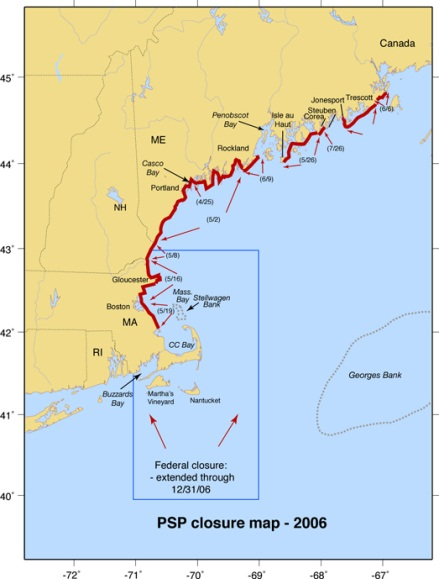 Canada
45˚
Jonesport
Trescott
Steuben
Corea
Isle au
Haut
Penobscot
Bay
(6/6)
ME
Rockland
(7/26)
(5/26)
Casco
Bay
44˚
(6/9)
Portland
(4/25)
NH
(5/2)
43˚
(5/8)
Gloucester
(5/16)
Mass.
Bay
Stellwagen
Bank
Boston
(5/19)
MA
42˚
CC Bay
RI
Georges Bank
Buzzards
Bay
Martha's
Vineyard
Nantucket
41˚
Federal closure:
- extended through
12/31/06
40˚
PSP closure map - 2006
-72˚ -71˚ -70˚ -69˚ -68˚ -67˚